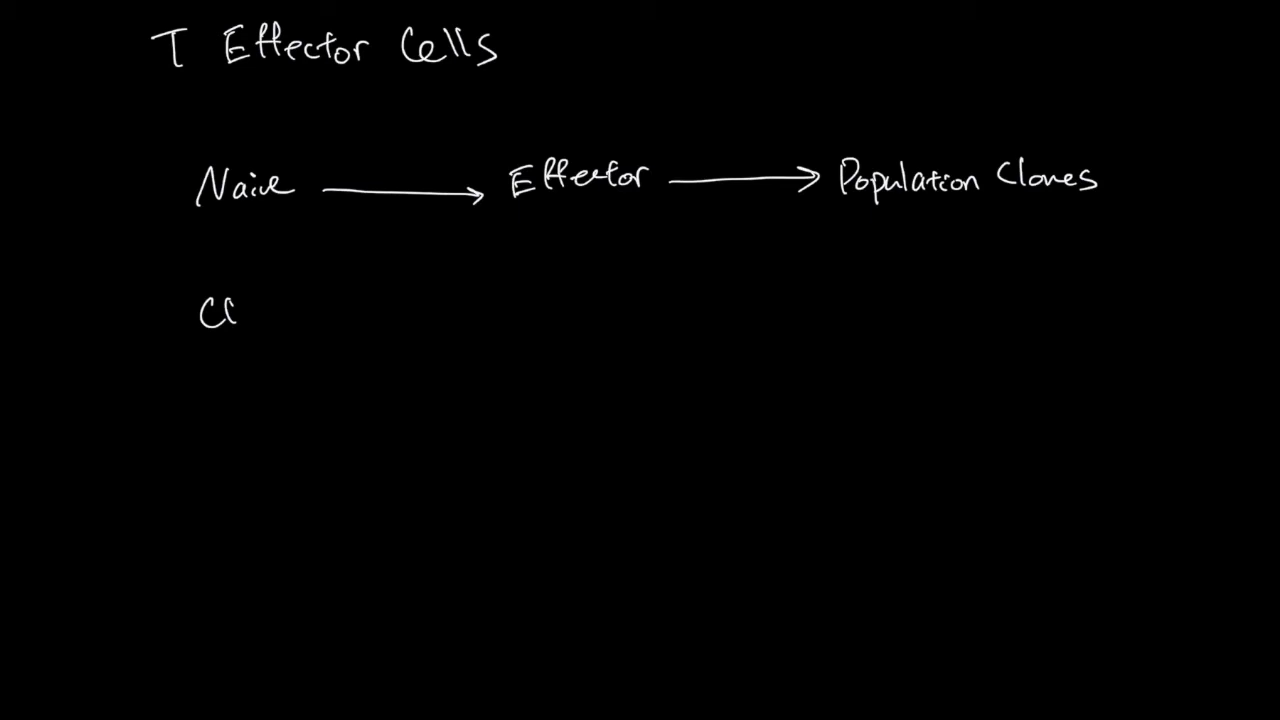 T Effector Cells
Naive → Effector → Population Clones